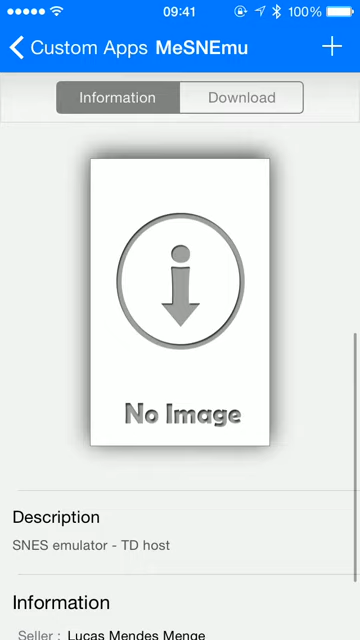 09:41
100%
Custom Apps MeSNEmu
Information
Download
No Image
Description
SNES emulator - TD host
Information
Seller : Lucas Mendes Menge